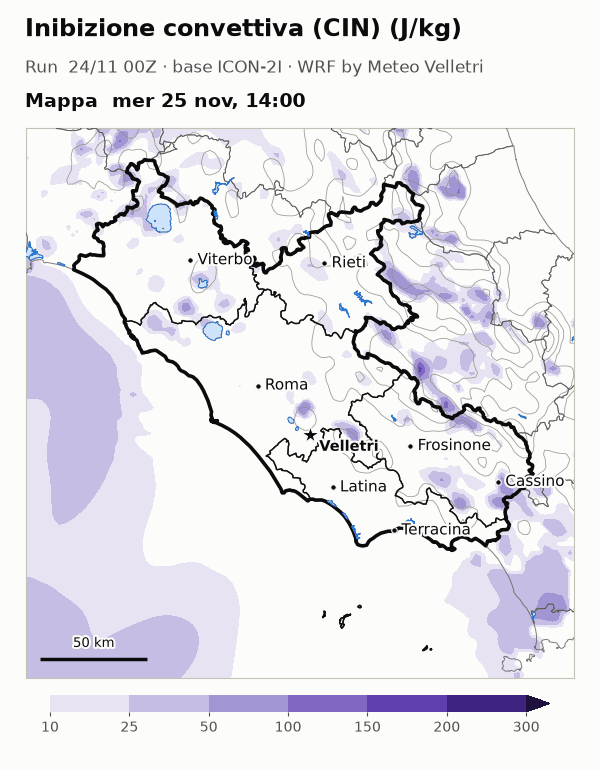 Inibizione convettiva (CIN) (J/kg)
Run  24/11 00Z · base ICON-2I · WRF by Meteo Velletri
Mappa  mer 25 nov, 14:00
Viterbo
Rieti
Roma
Velletri
Frosinone
Cassino
Latina
Terracina
50 km
10 25 50 100 150 200 300